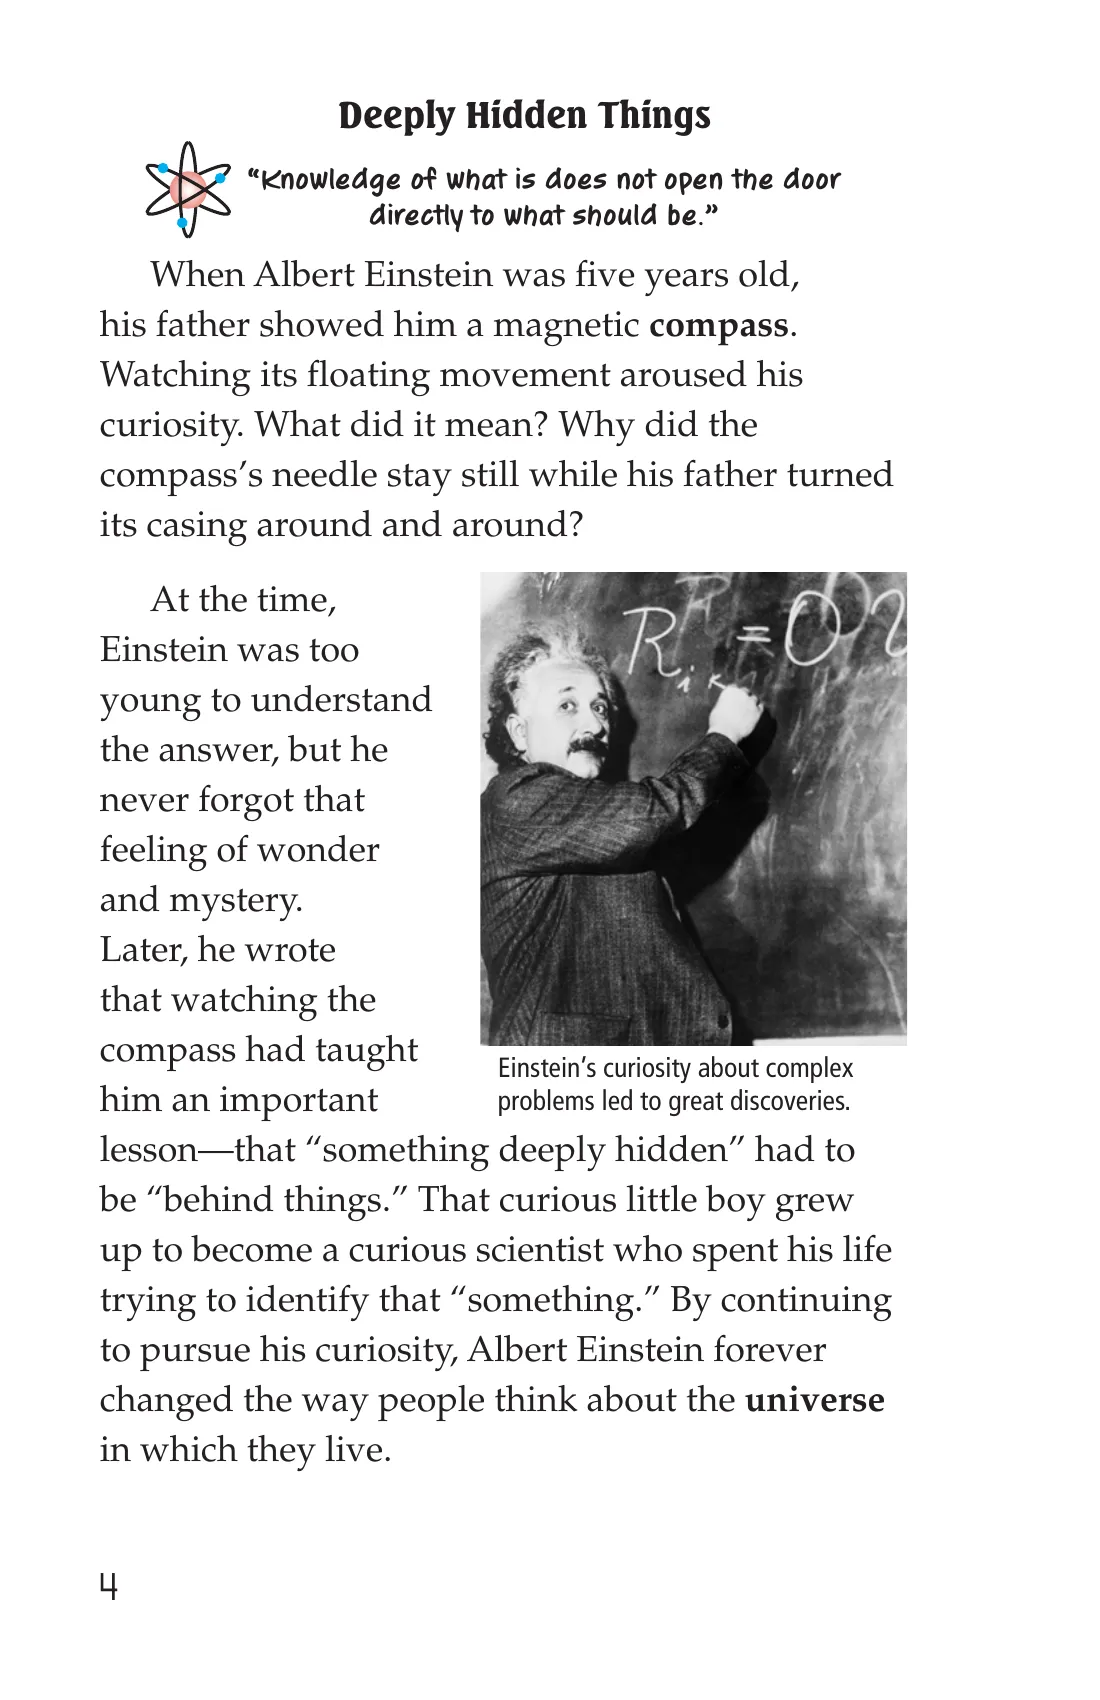 Deeply Hidden Things
“Knowledge of what is does not open the door
directly to what should be.”
When Albert Einstein was five years old,
his father showed him a magnetic compass.
Watching its floating movement aroused his
curiosity. What did it mean? Why did the
compass’s needle stay still while his father turned
its casing around and around?
At the time,
Einstein was too
young to understand
the answer, but he
never forgot that
feeling of wonder
and mystery.
Later, he wrote
that watching the
compass had taught
him an important
lesson—that “something deeply hidden” had to
be “behind things.” That curious little boy grew
up to become a curious scientist who spent his life
trying to identify that “something.” By continuing
to pursue his curiosity, Albert Einstein forever
changed the way people think about the universe
in which they live.
R i k = 0
Einstein’s curiosity about complex
problems led to great discoveries.
4